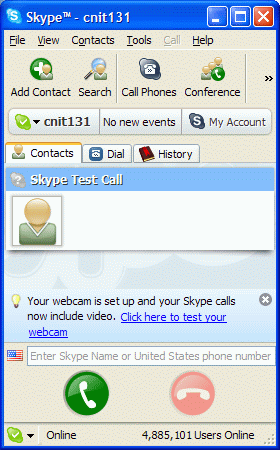 Skype™ - cnit131
File View Contacts Tools Call Help
Add Contact Search Call Phones Conference »
cnit131 No new events My Account
Contacts Dial History
Skype Test Call
Your webcam is set up and your Skype calls
now include video. Click here to test your
webcam
Enter Skype Name or United States phone number
Online 4,885,101 Users Online